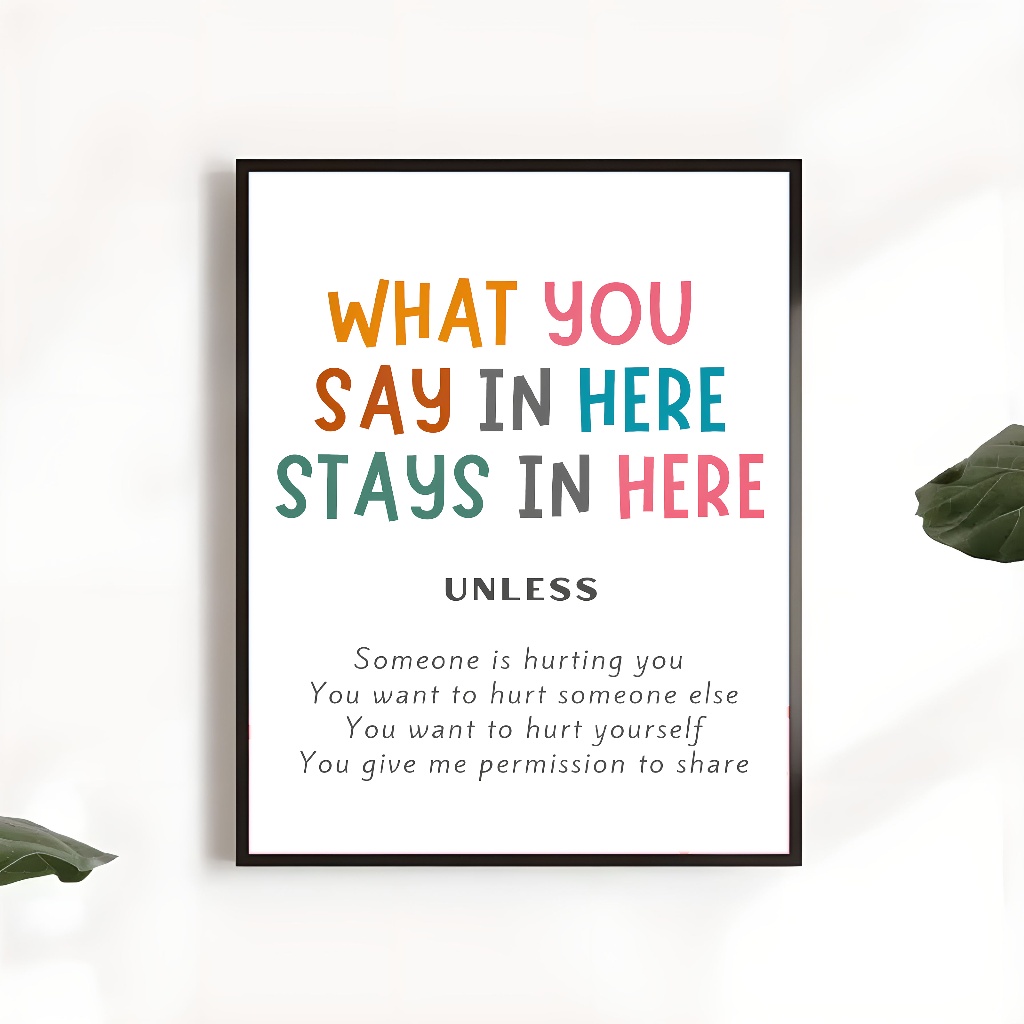 WHAT YOU
SAY IN HERE
STAYS IN HERE
UNLESS
Someone is hurting you
You want to hurt someone else
You want to hurt yourself
You give me permission to share